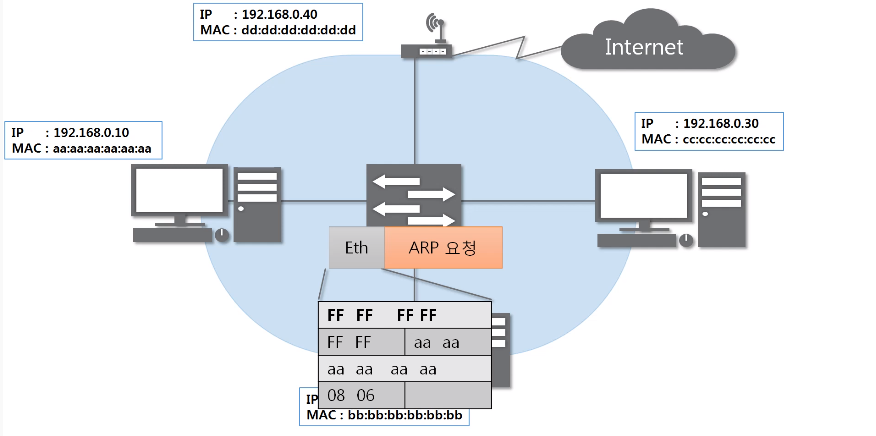 IP : 192.168.0.40
MAC : dd:dd:dd:dd:dd:dd
Internet
IP : 192.168.0.10
MAC : aa:aa:aa:aa:aa:aa
IP : 192.168.0.30
MAC : cc:cc:cc:cc:cc:cc
Eth ARP 요청
FF FF FF FF
FF FF aa aa
aa aa aa aa
08 06
IP
MAC : bb:bb:bb:bb:bb:bb